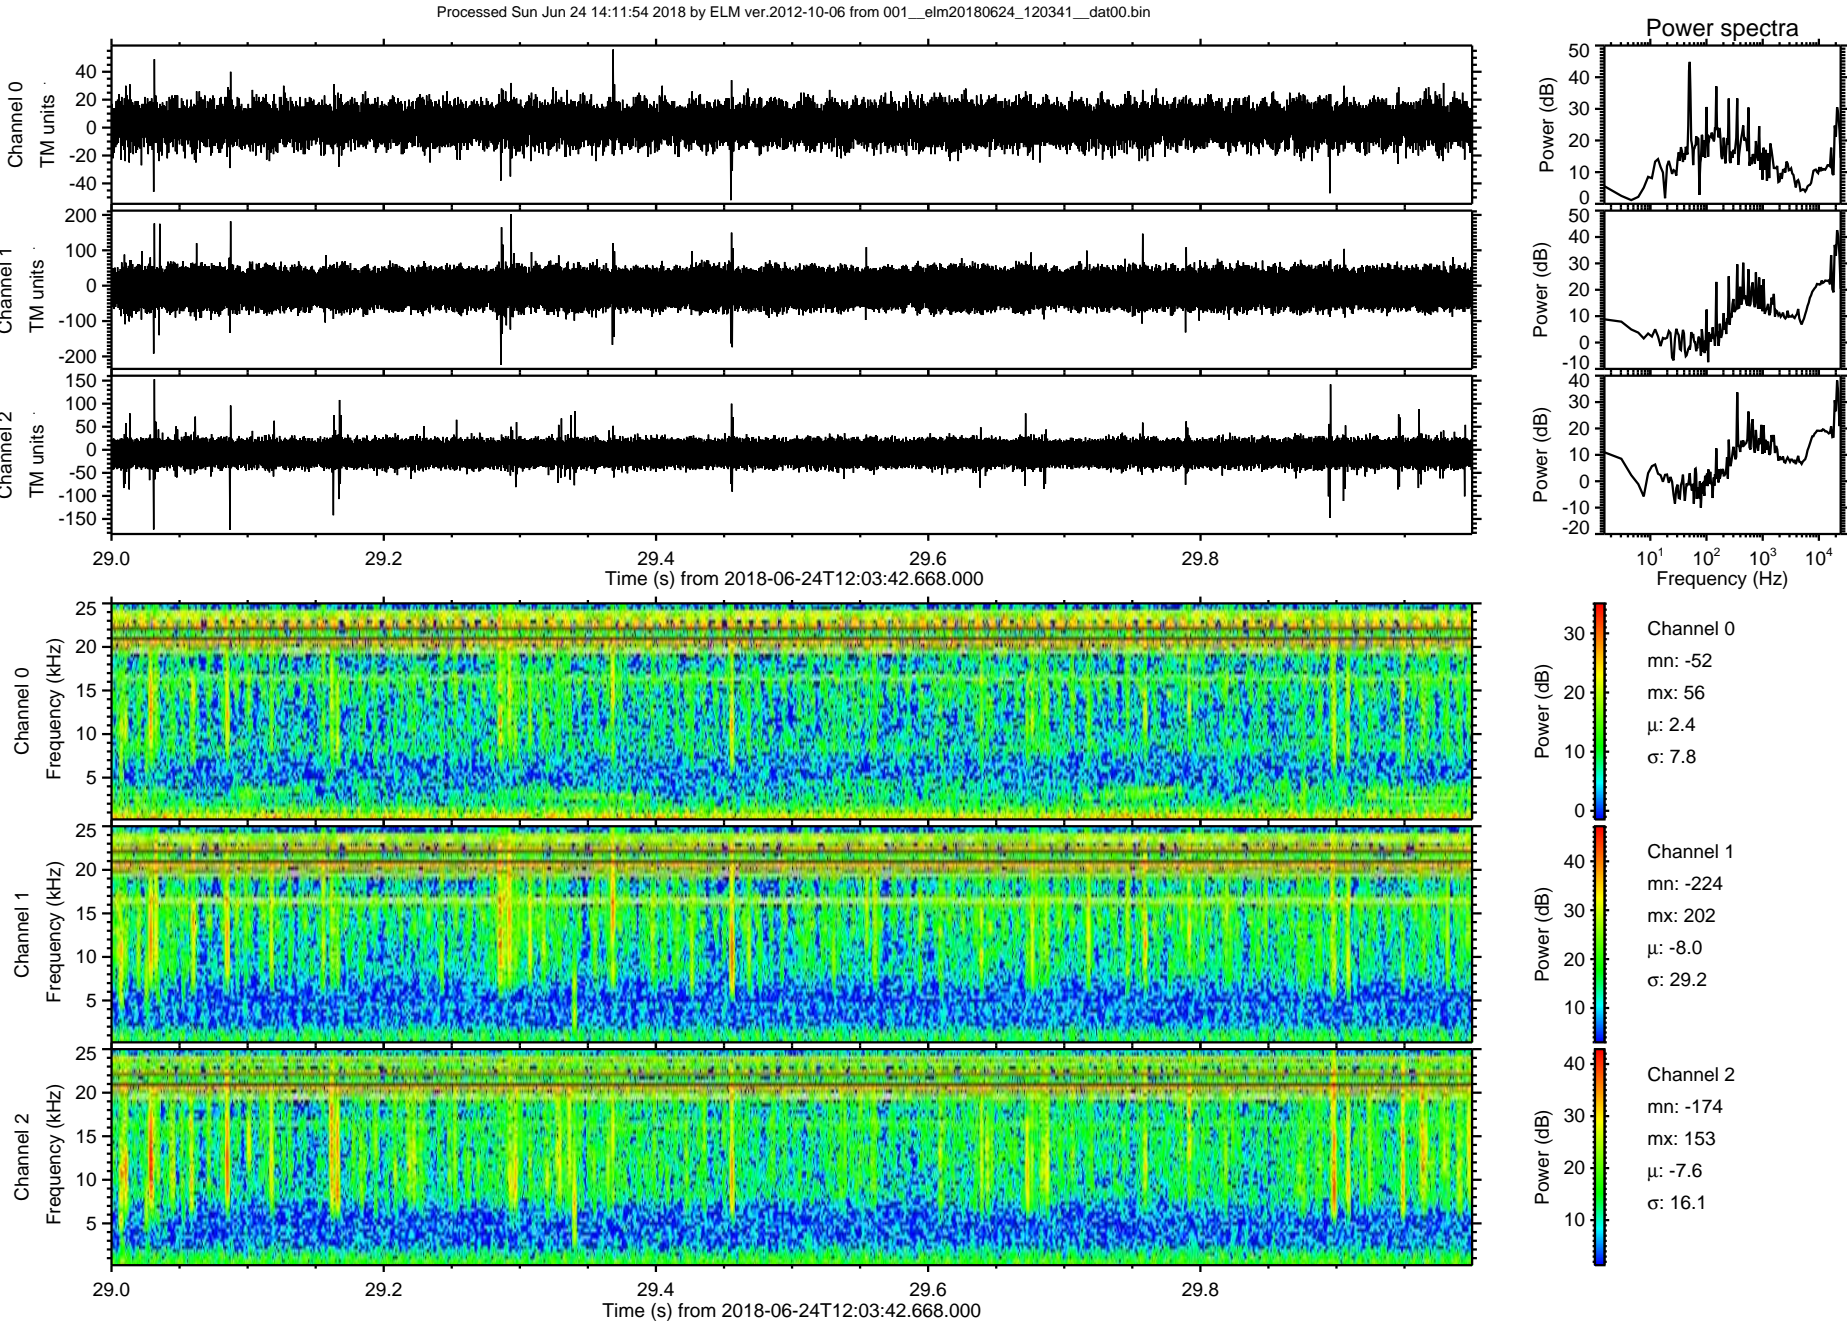 Processed Sun Jun 24 14:11:54 2018 by ELM ver.2012-10-06 from 001__elm20180624_120341__dat00.bin
Power spectra
Channel 0
TM units
40
20
0
-20
-40
Power (dB)
50
40
30
20
10
0
Channel 1
TM units
200
100
0
-100
-200
Power (dB)
50
40
30
20
10
0
-10
Channel 2
TM units
150
100
50
0
-50
-100
-150
Power (dB)
40
30
20
10
0
-10
-20
29.0 29.2 29.4 29.6 29.8
Time (s) from 2018-06-24T12:03:42.668.000
10¹ 10² 10³ 10⁴
Frequency (Hz)
Channel 0
Frequency (kHz)
25
20
15
10
5
Power (dB)
30
20
10
0
Channel 0
mn: -52
mx: 56
μ: 2.4
σ: 7.8
Channel 1
Frequency (kHz)
25
20
15
10
5
Power (dB)
40
30
20
10
Channel 1
mn: -224
mx: 202
μ: -8.0
σ: 29.2
Channel 2
Frequency (kHz)
25
20
15
10
5
Power (dB)
40
30
20
10
Channel 2
mn: -174
mx: 153
μ: -7.6
σ: 16.1
29.0 29.2 29.4 29.6 29.8
Time (s) from 2018-06-24T12:03:42.668.000